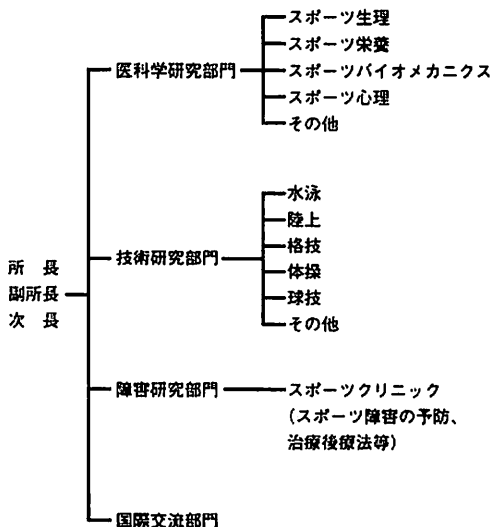 所 長
副所長
次 長
医科学研究部門
スポーツ生理
スポーツ栄養
スポーツバイオメカニクス
スポーツ心理
その他
技術研究部門
水泳
陸上
格技
体操
球技
その他
障害研究部門
スポーツクリニック
(スポーツ障害の予防、
治療後療法等)
国際交流部門